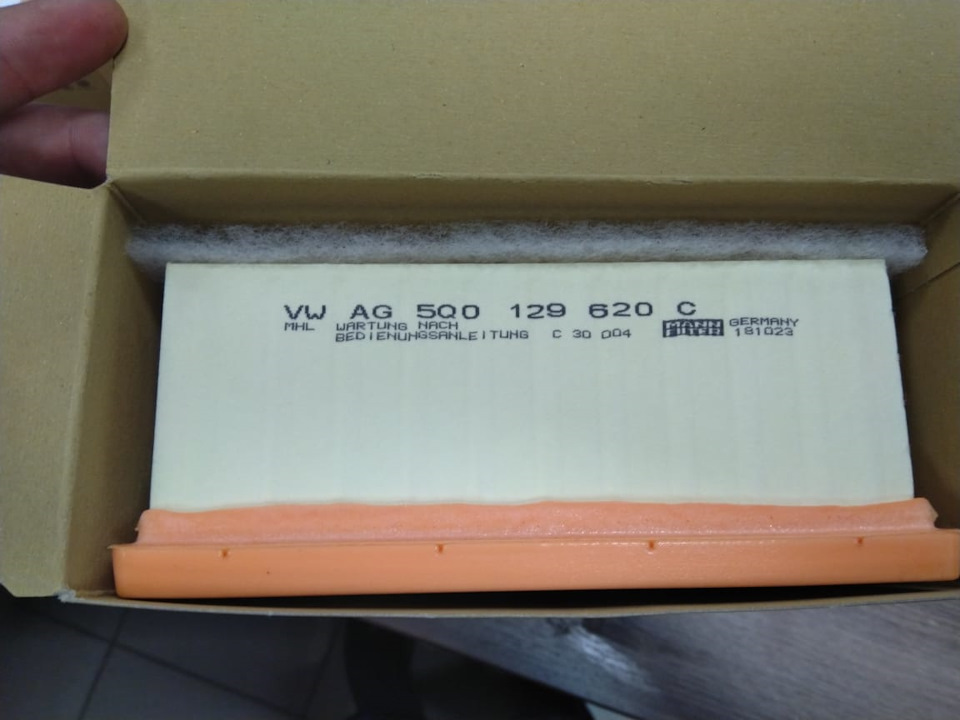 VW AG 5Q0 129 620 C
MHL WARTUNG NACH
BEDIENUNGSANLEITUNG C 30 004
MANN FILTER
GERMANY
181023